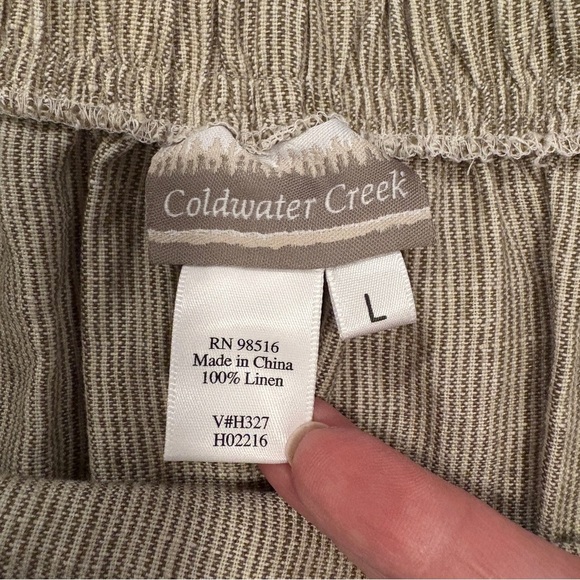 Coldwater Creek
L
RN 98516
Made in China
100% Linen
V#H327
H02216